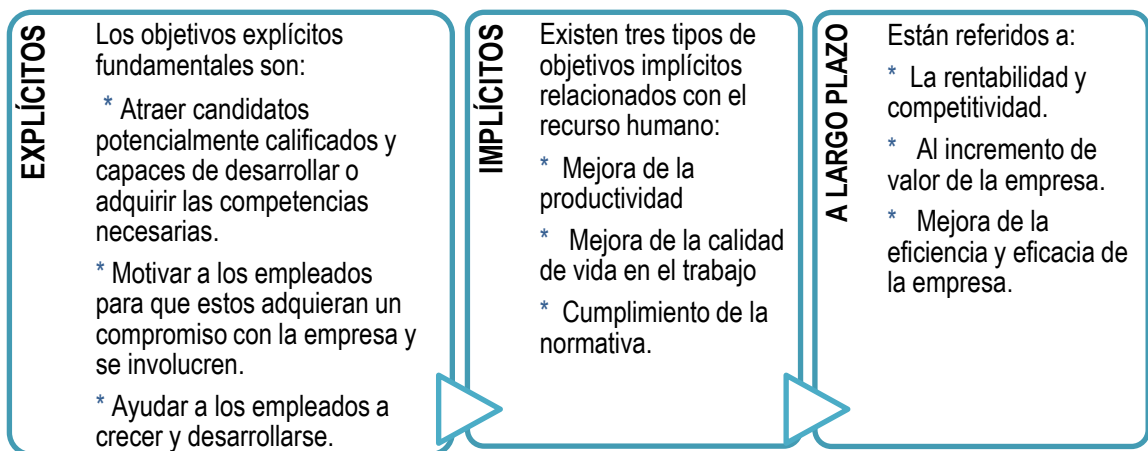 EXPLÍCITOS
Los objetivos explícitos
fundamentales son:
* Atraer candidatos
potencialmente calificados y
capaces de desarrollar o
adquirir las competencias
necesarias.
* Motivar a los empleados
para que estos adquieran un
compromiso con la empresa y
se involucren.
* Ayudar a los empleados a
crecer y desarrollarse.
IMPLÍCITOS
Existen tres tipos de
objetivos implícitos
relacionados con el
recurso humano:
* Mejora de la
productividad
* Mejora de la calidad
de vida en el trabajo
* Cumplimiento de la
normativa.
A LARGO PLAZO
Están referidos a:
* La rentabilidad y
competitividad.
* Al incremento de
valor de la empresa.
* Mejora de la
eficiencia y eficacia de
la empresa.